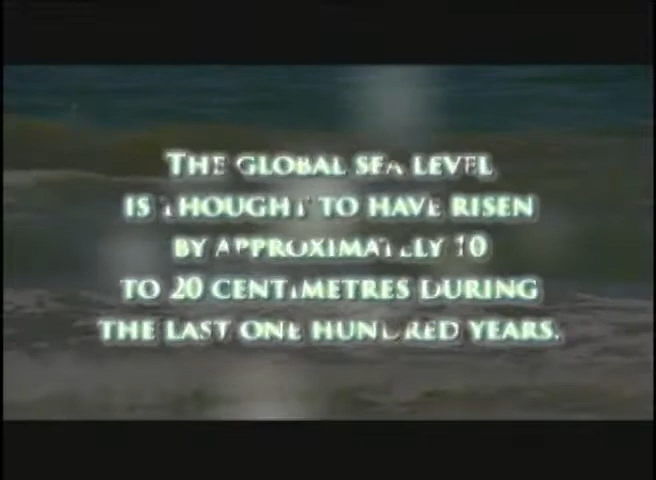 THE GLOBAL SEA LEVEL
IS THOUGHT TO HAVE RISEN
BY APPROXIMATELY 10
TO 20 CENTIMETRES DURING
THE LAST ONE HUNDRED YEARS.